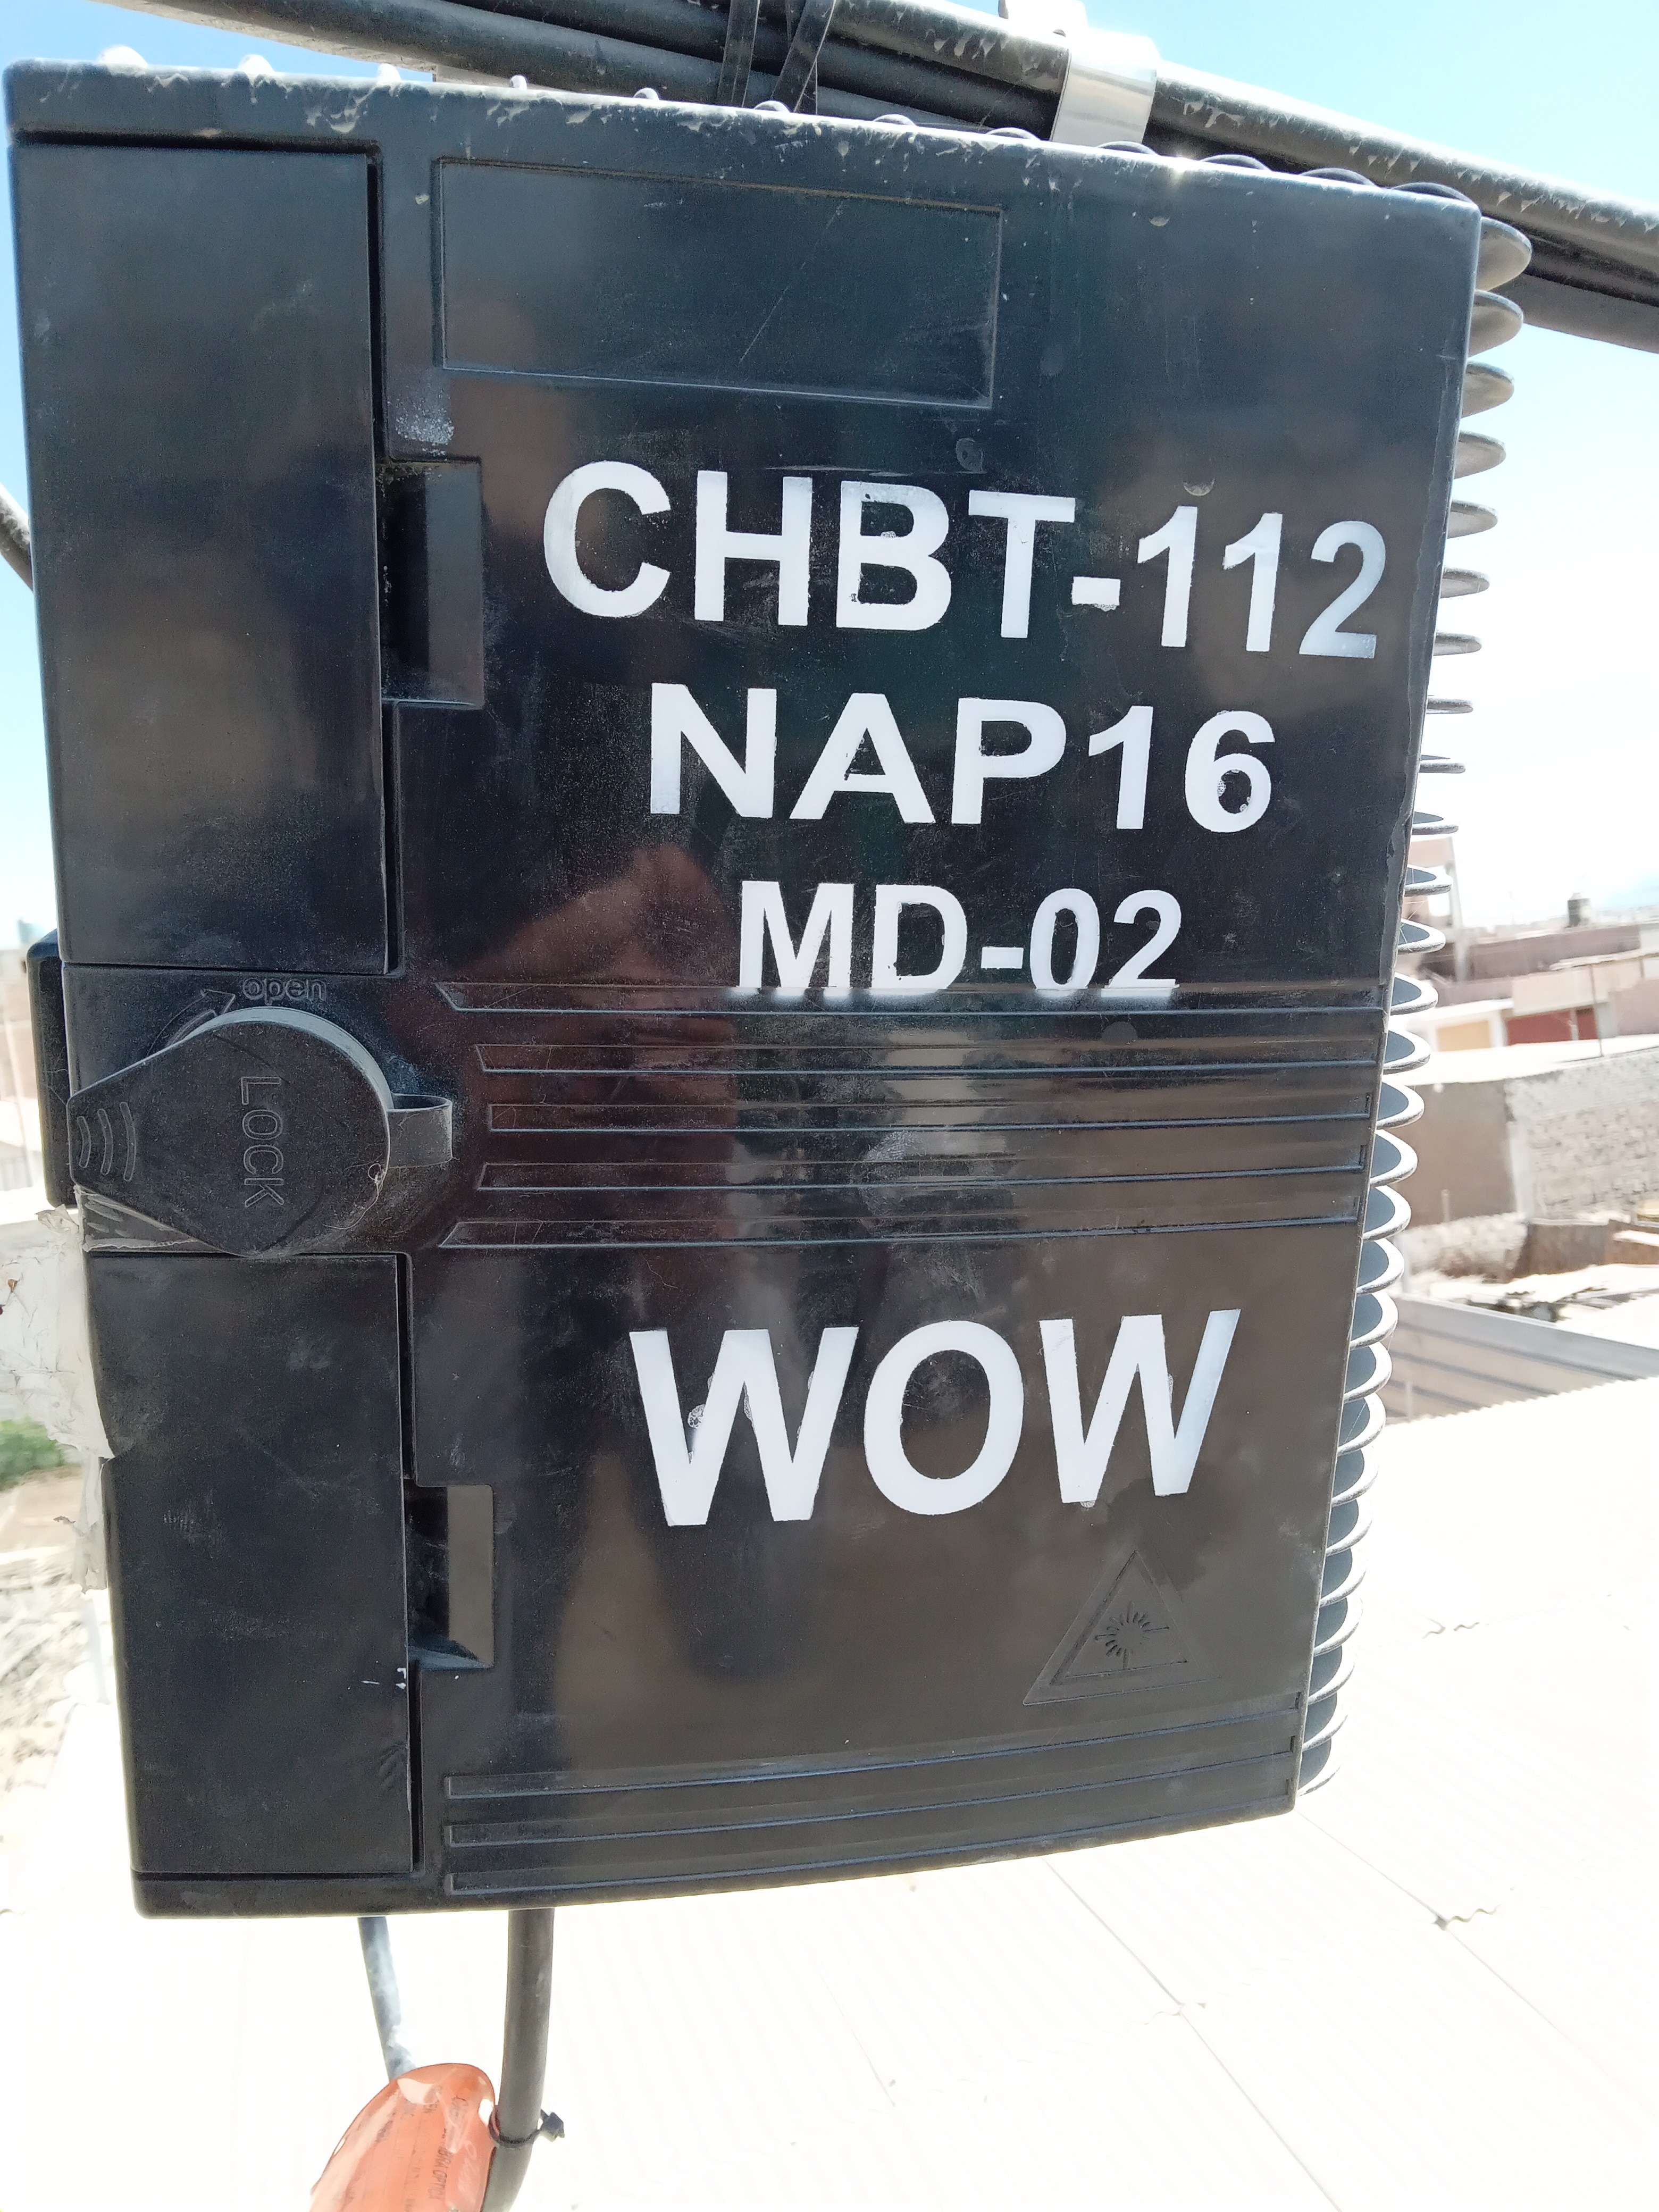 CHBT-112
NAP16
MD-02
open
LOCK
WOW